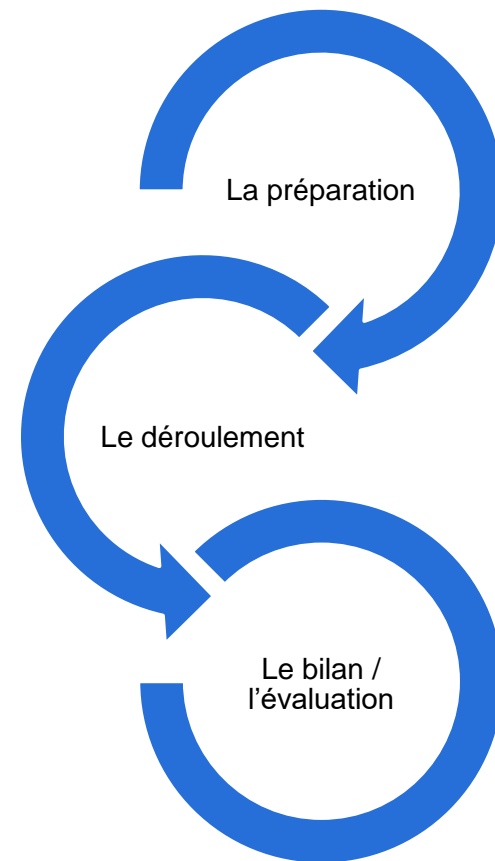 La préparation
Le déroulement
Le bilan /
l’évaluation